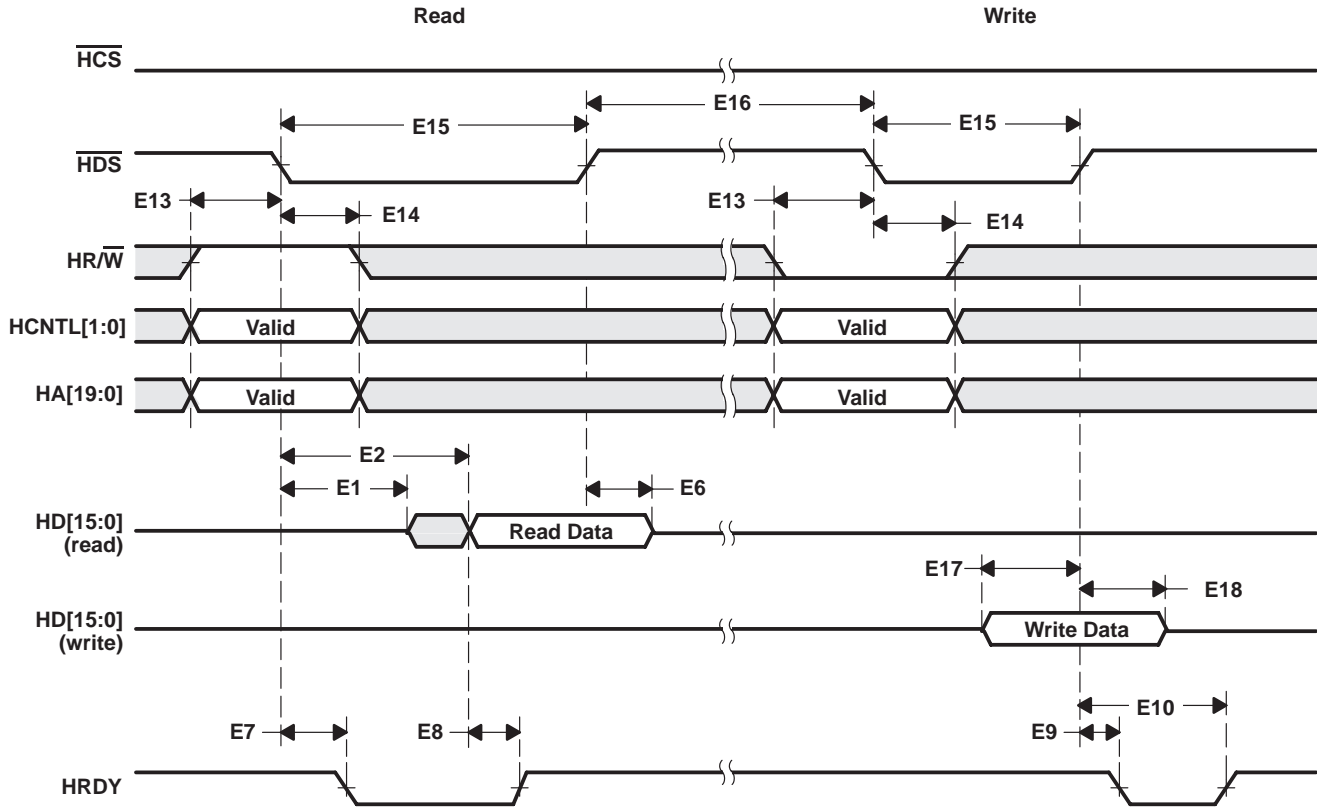 Read Write
HCS
E16
E15 E15
HDS
E13 E14 E13 E14
HR/W
HCNTL[1:0] Valid Valid
HA[19:0] Valid Valid
E2
E1 E6
HD[15:0]
(read)
Read Data
E17 E18
HD[15:0]
(write)
Write Data
E10
E7 E8 E9
HRDY